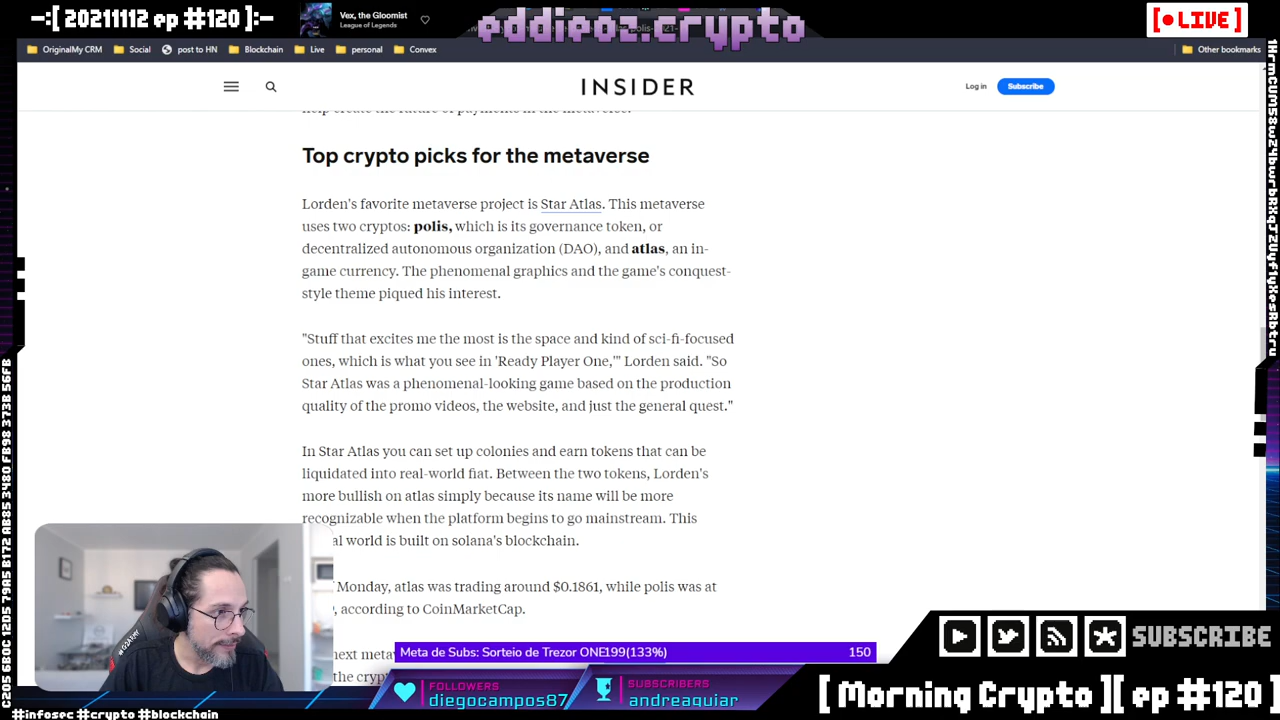 —:[ 20211112 ep #120]:—
Vex, the Gloomist
League of Legends
eddieoz.crypto
[●LIVE]
OriginalMy CRM
Social
post to HN
Blockchain
Live
personal
Convex
Other bookmarks
INSIDER
Log in
Subscribe
help create the future of payments in the metaverse.
Top crypto picks for the metaverse
Lorden's favorite metaverse project is Star Atlas. This metaverse
uses two cryptos: polis, which is its governance token, or
decentralized autonomous organization (DAO), and atlas, an in-
game currency. The phenomenal graphics and the game's conquest-
style theme piqued his interest.
"Stuff that excites me the most is the space and kind of sci-fi-focused
ones, which is what you see in 'Ready Player One,'" Lorden said. "So
Star Atlas was a phenomenal-looking game based on the production
quality of the promo videos, the website, and just the general quest."
In Star Atlas you can set up colonies and earn tokens that can be
liquidated into real-world fiat. Between the two tokens, Lorden's
more bullish on atlas simply because its name will be more
recognizable when the platform begins to go mainstream. This
al world is built on solana's blockchain.
Monday, atlas was trading around $0.1861, while polis was at
, according to CoinMarketCap.
next metav
the cryp
Meta de Subs: Sorteio de Trezor ONE199(133%)
150
FOLLOWERS
diegocampos87
SUBSCRIBERS
andreaquiar
SUBSCRIBE
[ Morning Crypto ][ ep #120 ]
#infosec #crypto #blockchain